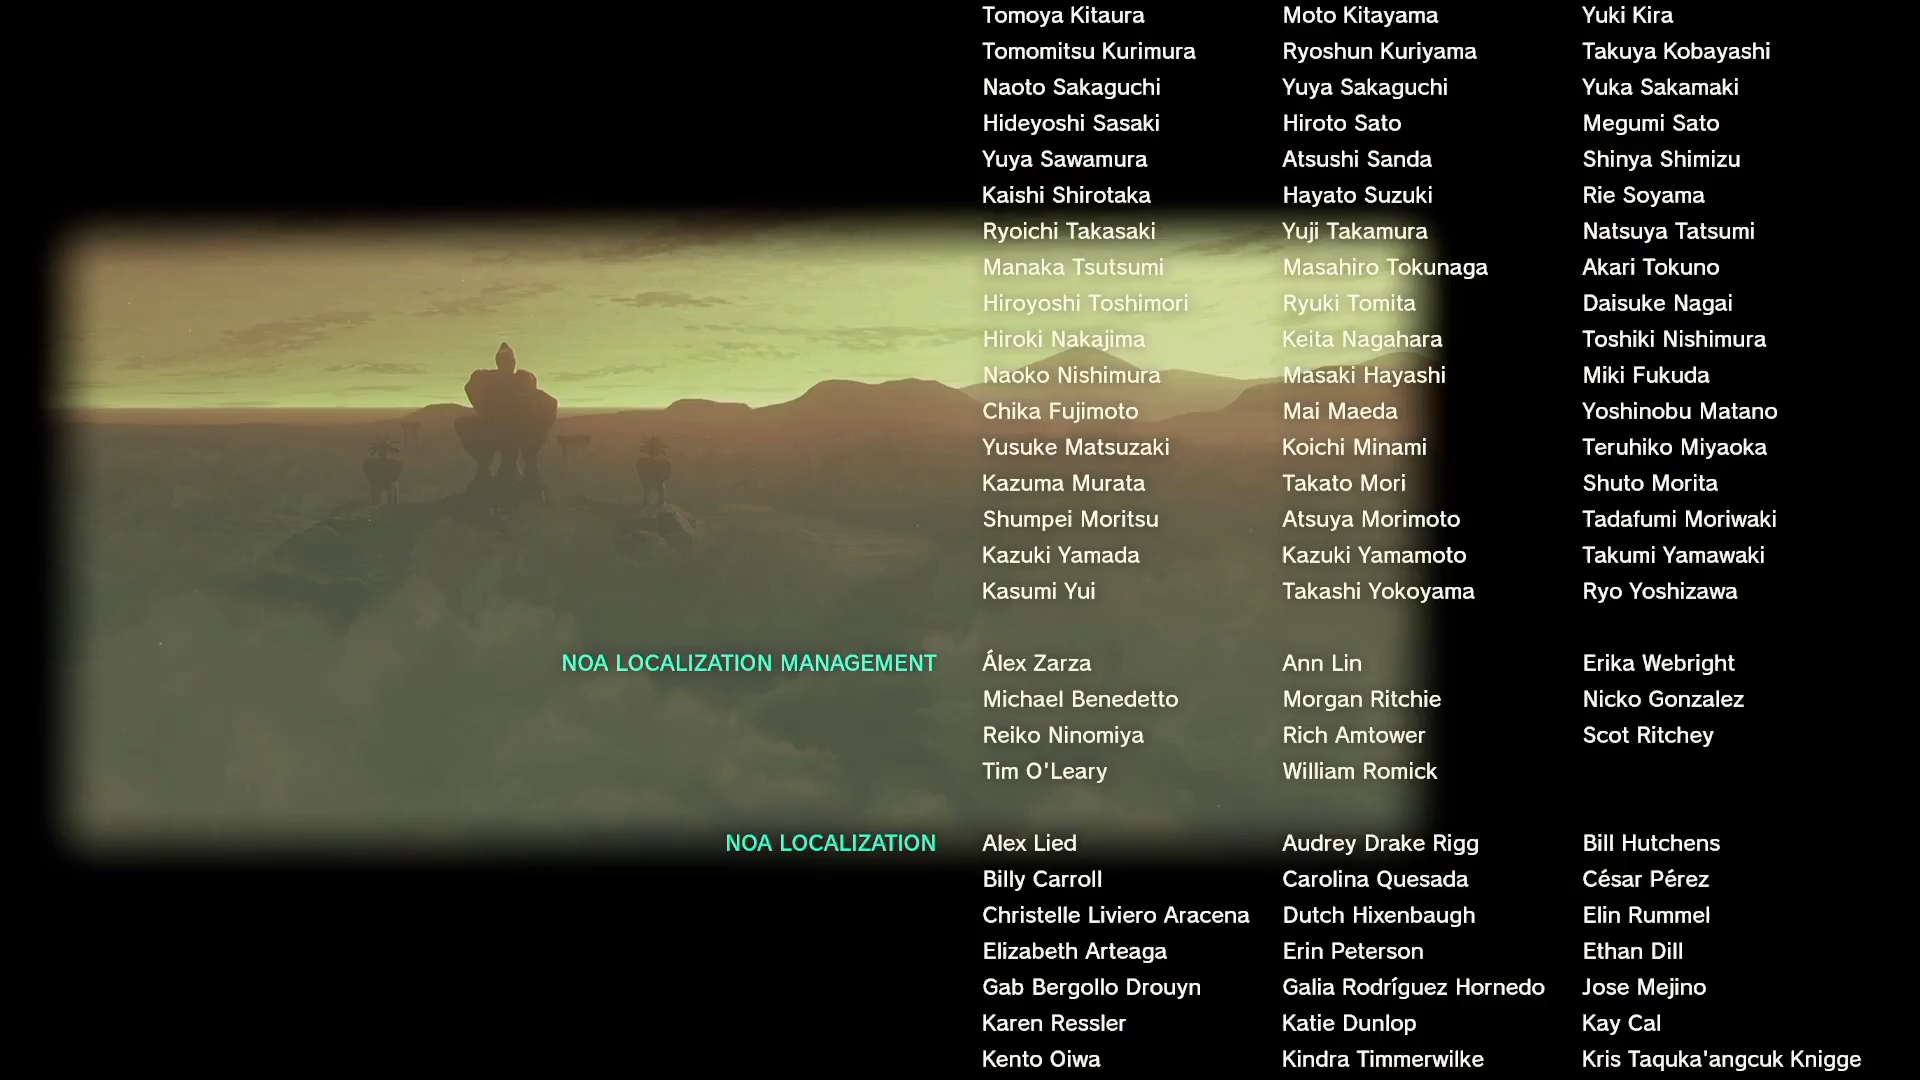 Tomoya Kitaura Moto Kitayama Yuki Kira
Tomomitsu Kurimura Ryoshun Kuriyama Takuya Kobayashi
Naoto Sakaguchi Yuya Sakaguchi Yuka Sakamaki
Hideyoshi Sasaki Hiroto Sato Megumi Sato
Yuya Sawamura Atsushi Sanda Shinya Shimizu
Kaishi Shirotaka Hayato Suzuki Rie Soyama
Ryoichi Takasaki Yuji Takamura Natsuya Tatsumi
Manaka Tsutsumi Masahiro Tokunaga Akari Tokuno
Hiroyoshi Toshimori Ryuki Tomita Daisuke Nagai
Hiroki Nakajima Keita Nagahara Toshiki Nishimura
Naoko Nishimura Masaki Hayashi Miki Fukuda
Chika Fujimoto Mai Maeda Yoshinobu Matano
Yusuke Matsuzaki Koichi Minami Teruhiko Miyaoka
Kazuma Murata Takato Mori Shuto Morita
Shumpei Moritsu Atsuya Morimoto Tadafumi Moriwaki
Kazuki Yamada Kazuki Yamamoto Takumi Yamawaki
Kasumi Yui Takashi Yokoyama Ryo Yoshizawa
NOA LOCALIZATION MANAGEMENT Álex Zarza Ann Lin Erika Webright
Michael Benedetto Morgan Ritchie Nicko Gonzalez
Reiko Ninomiya Rich Amtower Scot Ritchey
Tim O'Leary William Romick
NOA LOCALIZATION Alex Lied Audrey Drake Rigg Bill Hutchens
Billy Carroll Carolina Quesada César Pérez
Christelle Liviero Aracena Dutch Hixenbaugh Elin Rummel
Elizabeth Arteaga Erin Peterson Ethan Dill
Gab Bergollo Drouyn Galia Rodríguez Hornedo Jose Mejino
Karen Ressler Katie Dunlop Kay Cal
Kento Oiwa Kindra Timmerwilke Kris Taquka'angcuk Knigge